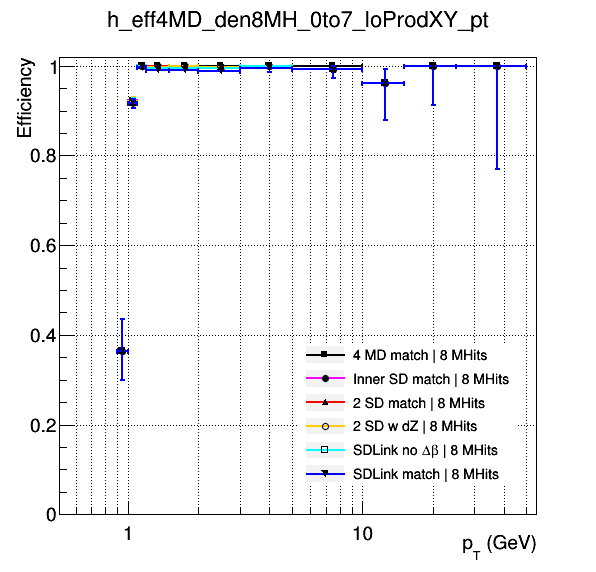 h_eff4MD_den8MH_0to7_loProdXY_pt
Efficiency
1
0.8
0.6
0.4
0.2
0
4 MD match | 8 MHits
Inner SD match | 8 MHits
2 SD match | 8 MHits
2 SD w dZ | 8 MHits
SDLink no Δβ | 8 MHits
SDLink match | 8 MHits
1 10
p_T (GeV)